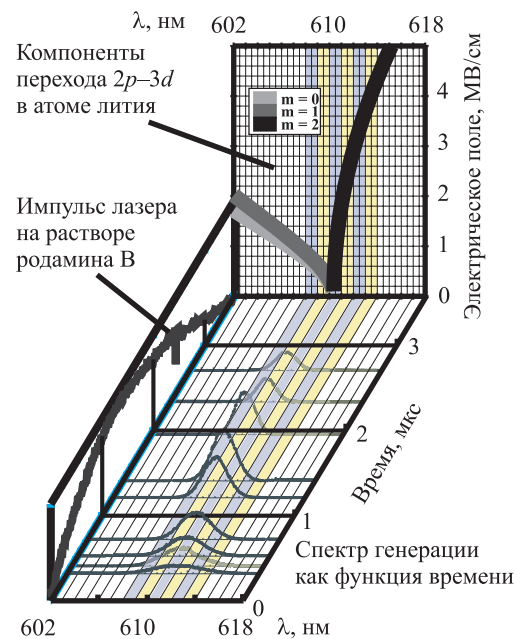 λ, нм
602
610
618
Компоненты
перехода 2p–3d
в атоме лития
m = 0
m = 1
m = 2
4
3
2
1
0
Электрическое поле, МВ/см
Импульс лазера
на растворе
родамина В
3
2
1
0
Время, мкс
Спектр генерации
как функция времени
602
610
618
λ, нм